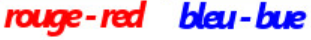 rouge - red bleu - bue